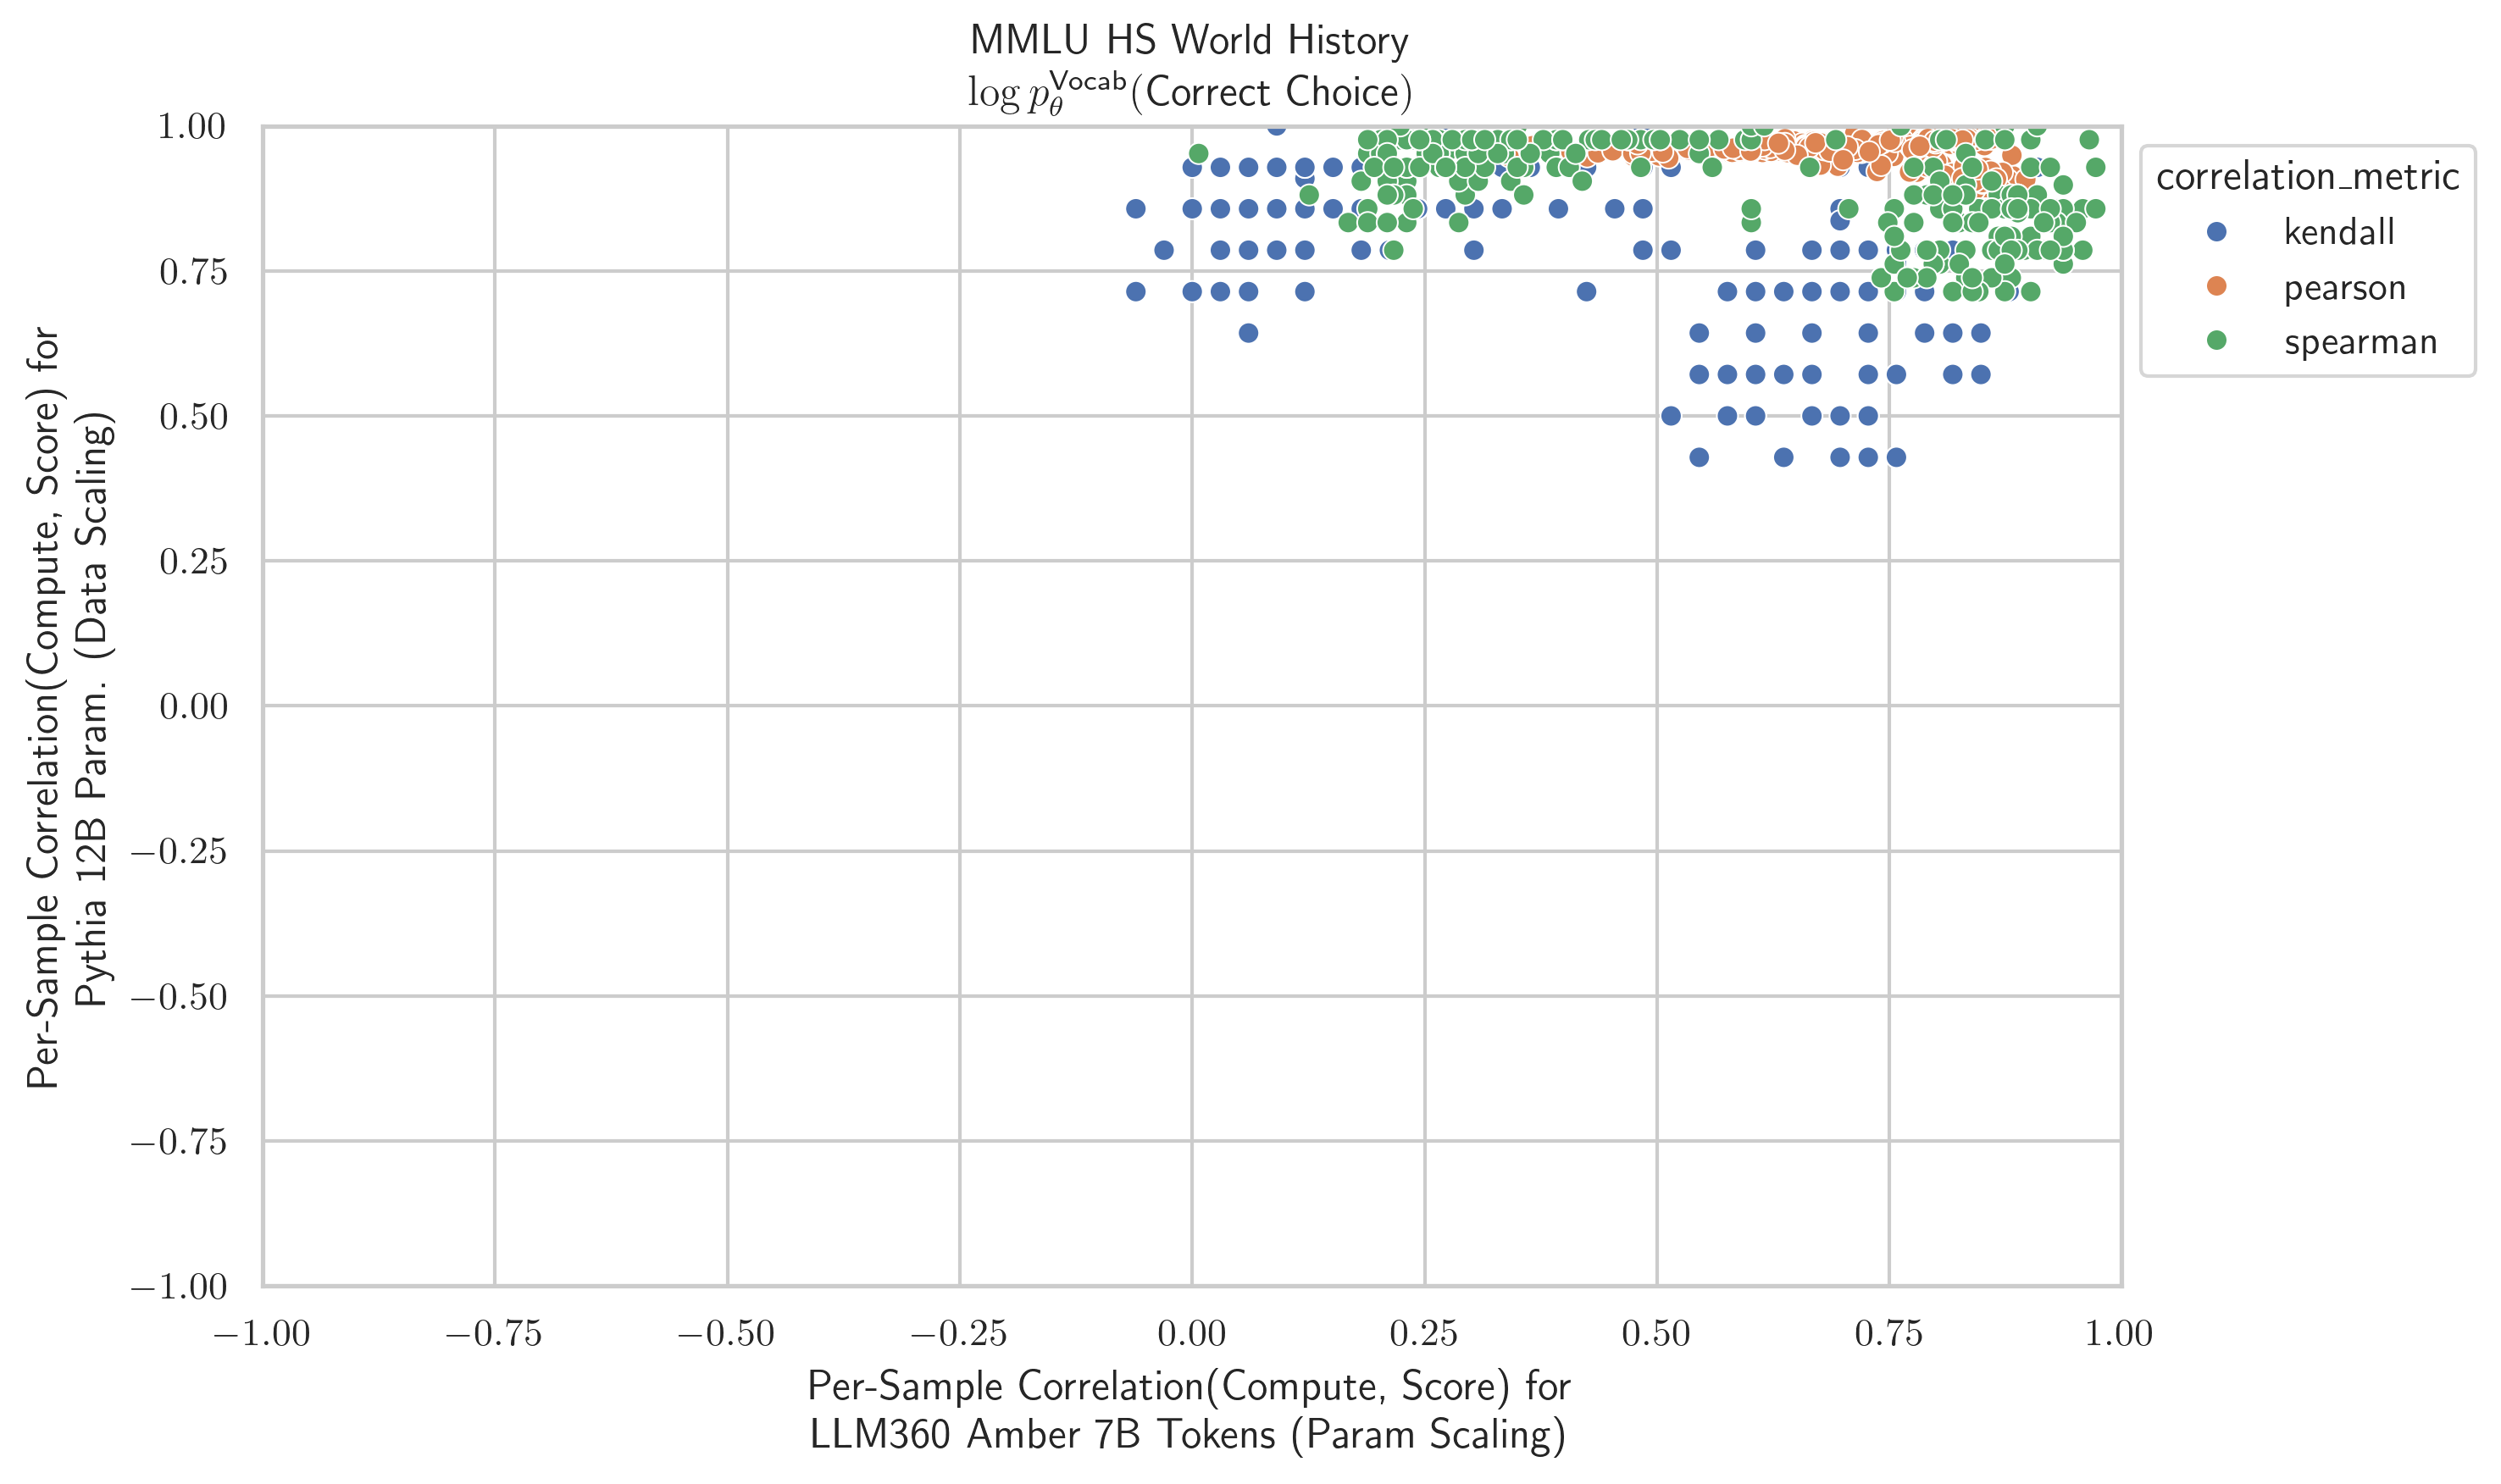 MMLU HS World History
log p_θ^Vocab(Correct Choice)
1.00
0.75
0.50
0.25
0.00
−0.25
−0.50
−0.75
−1.00
Per-Sample Correlation(Compute, Score) for
Pythia 12B Param. (Data Scaling)
−1.00 −0.75 −0.50 −0.25 0.00 0.25 0.50 0.75 1.00
Per-Sample Correlation(Compute, Score) for
LLM360 Amber 7B Tokens (Param Scaling)
correlation_metric
kendall
pearson
spearman